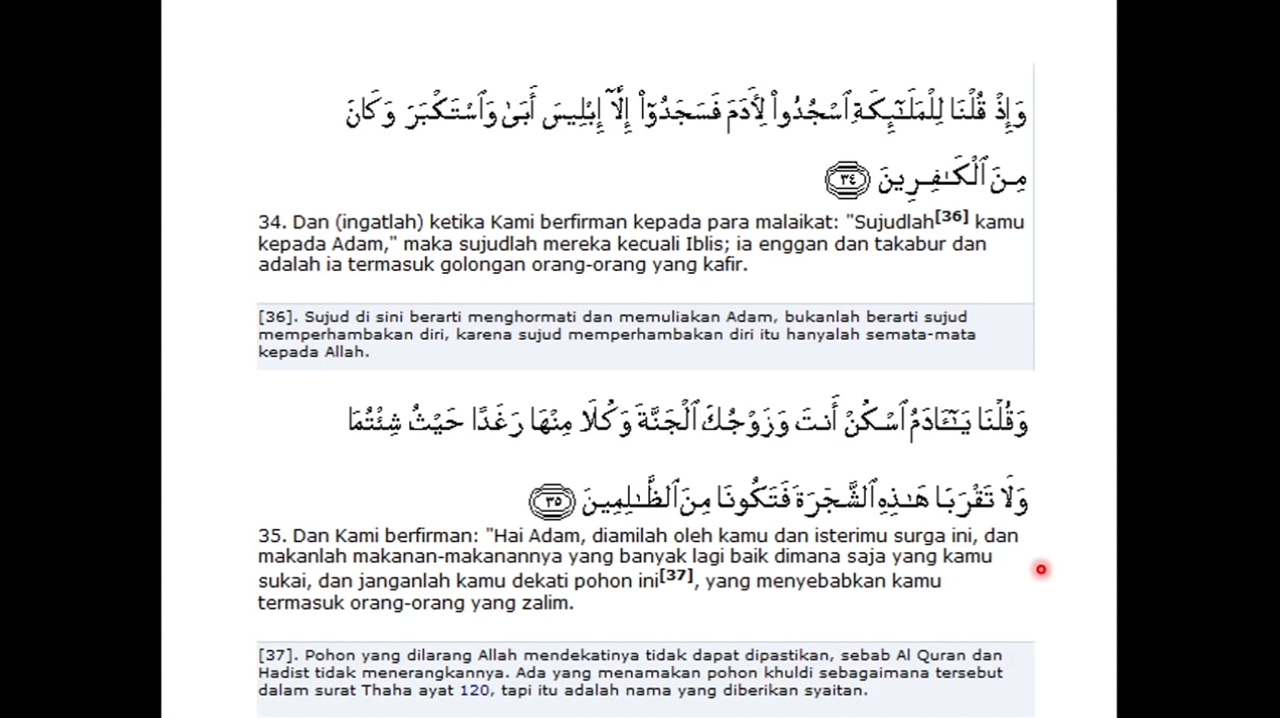 وَإِذْ قُلْنَا لِلْمَلَـٰٓئِكَةِ ٱسْجُدُوا۟ لِـَٔادَمَ فَسَجَدُوٓا۟ إِلَّآ إِبْلِيسَ أَبَىٰ وَٱسْتَكْبَرَ وَكَانَ
مِنَ ٱلْكَـٰفِرِينَ ٣٤
34. Dan (ingatlah) ketika Kami berfirman kepada para malaikat: "Sujudlah[36] kamu
kepada Adam," maka sujudlah mereka kecuali Iblis; ia enggan dan takabur dan
adalah ia termasuk golongan orang-orang yang kafir.
[36]. Sujud di sini berarti menghormati dan memuliakan Adam, bukanlah berarti sujud
memperhambakan diri, karena sujud memperhambakan diri itu hanyalah semata-mata
kepada Allah.
وَقُلْنَا يَـٰٓـَٔادَمُ ٱسْكُنْ أَنتَ وَزَوْجُكَ ٱلْجَنَّةَ وَكُلَا مِنْهَا رَغَدًا حَيْثُ شِئْتُمَا
وَلَا تَقْرَبَا هَـٰذِهِ ٱلشَّجَرَةَ فَتَكُونَا مِنَ ٱلظَّـٰلِمِينَ ٣٥
35. Dan Kami berfirman: "Hai Adam, diamilah oleh kamu dan isterimu surga ini, dan
makanlah makanan-makanannya yang banyak lagi baik dimana saja yang kamu
sukai, dan janganlah kamu dekati pohon ini[37], yang menyebabkan kamu
termasuk orang-orang yang zalim.
[37]. Pohon yang dilarang Allah mendekatinya tidak dapat dipastikan, sebab Al Quran dan
Hadist tidak menerangkannya. Ada yang menamakan pohon khuldi sebagaimana tersebut
dalam surat Thaha ayat 120, tapi itu adalah nama yang diberikan syaitan.